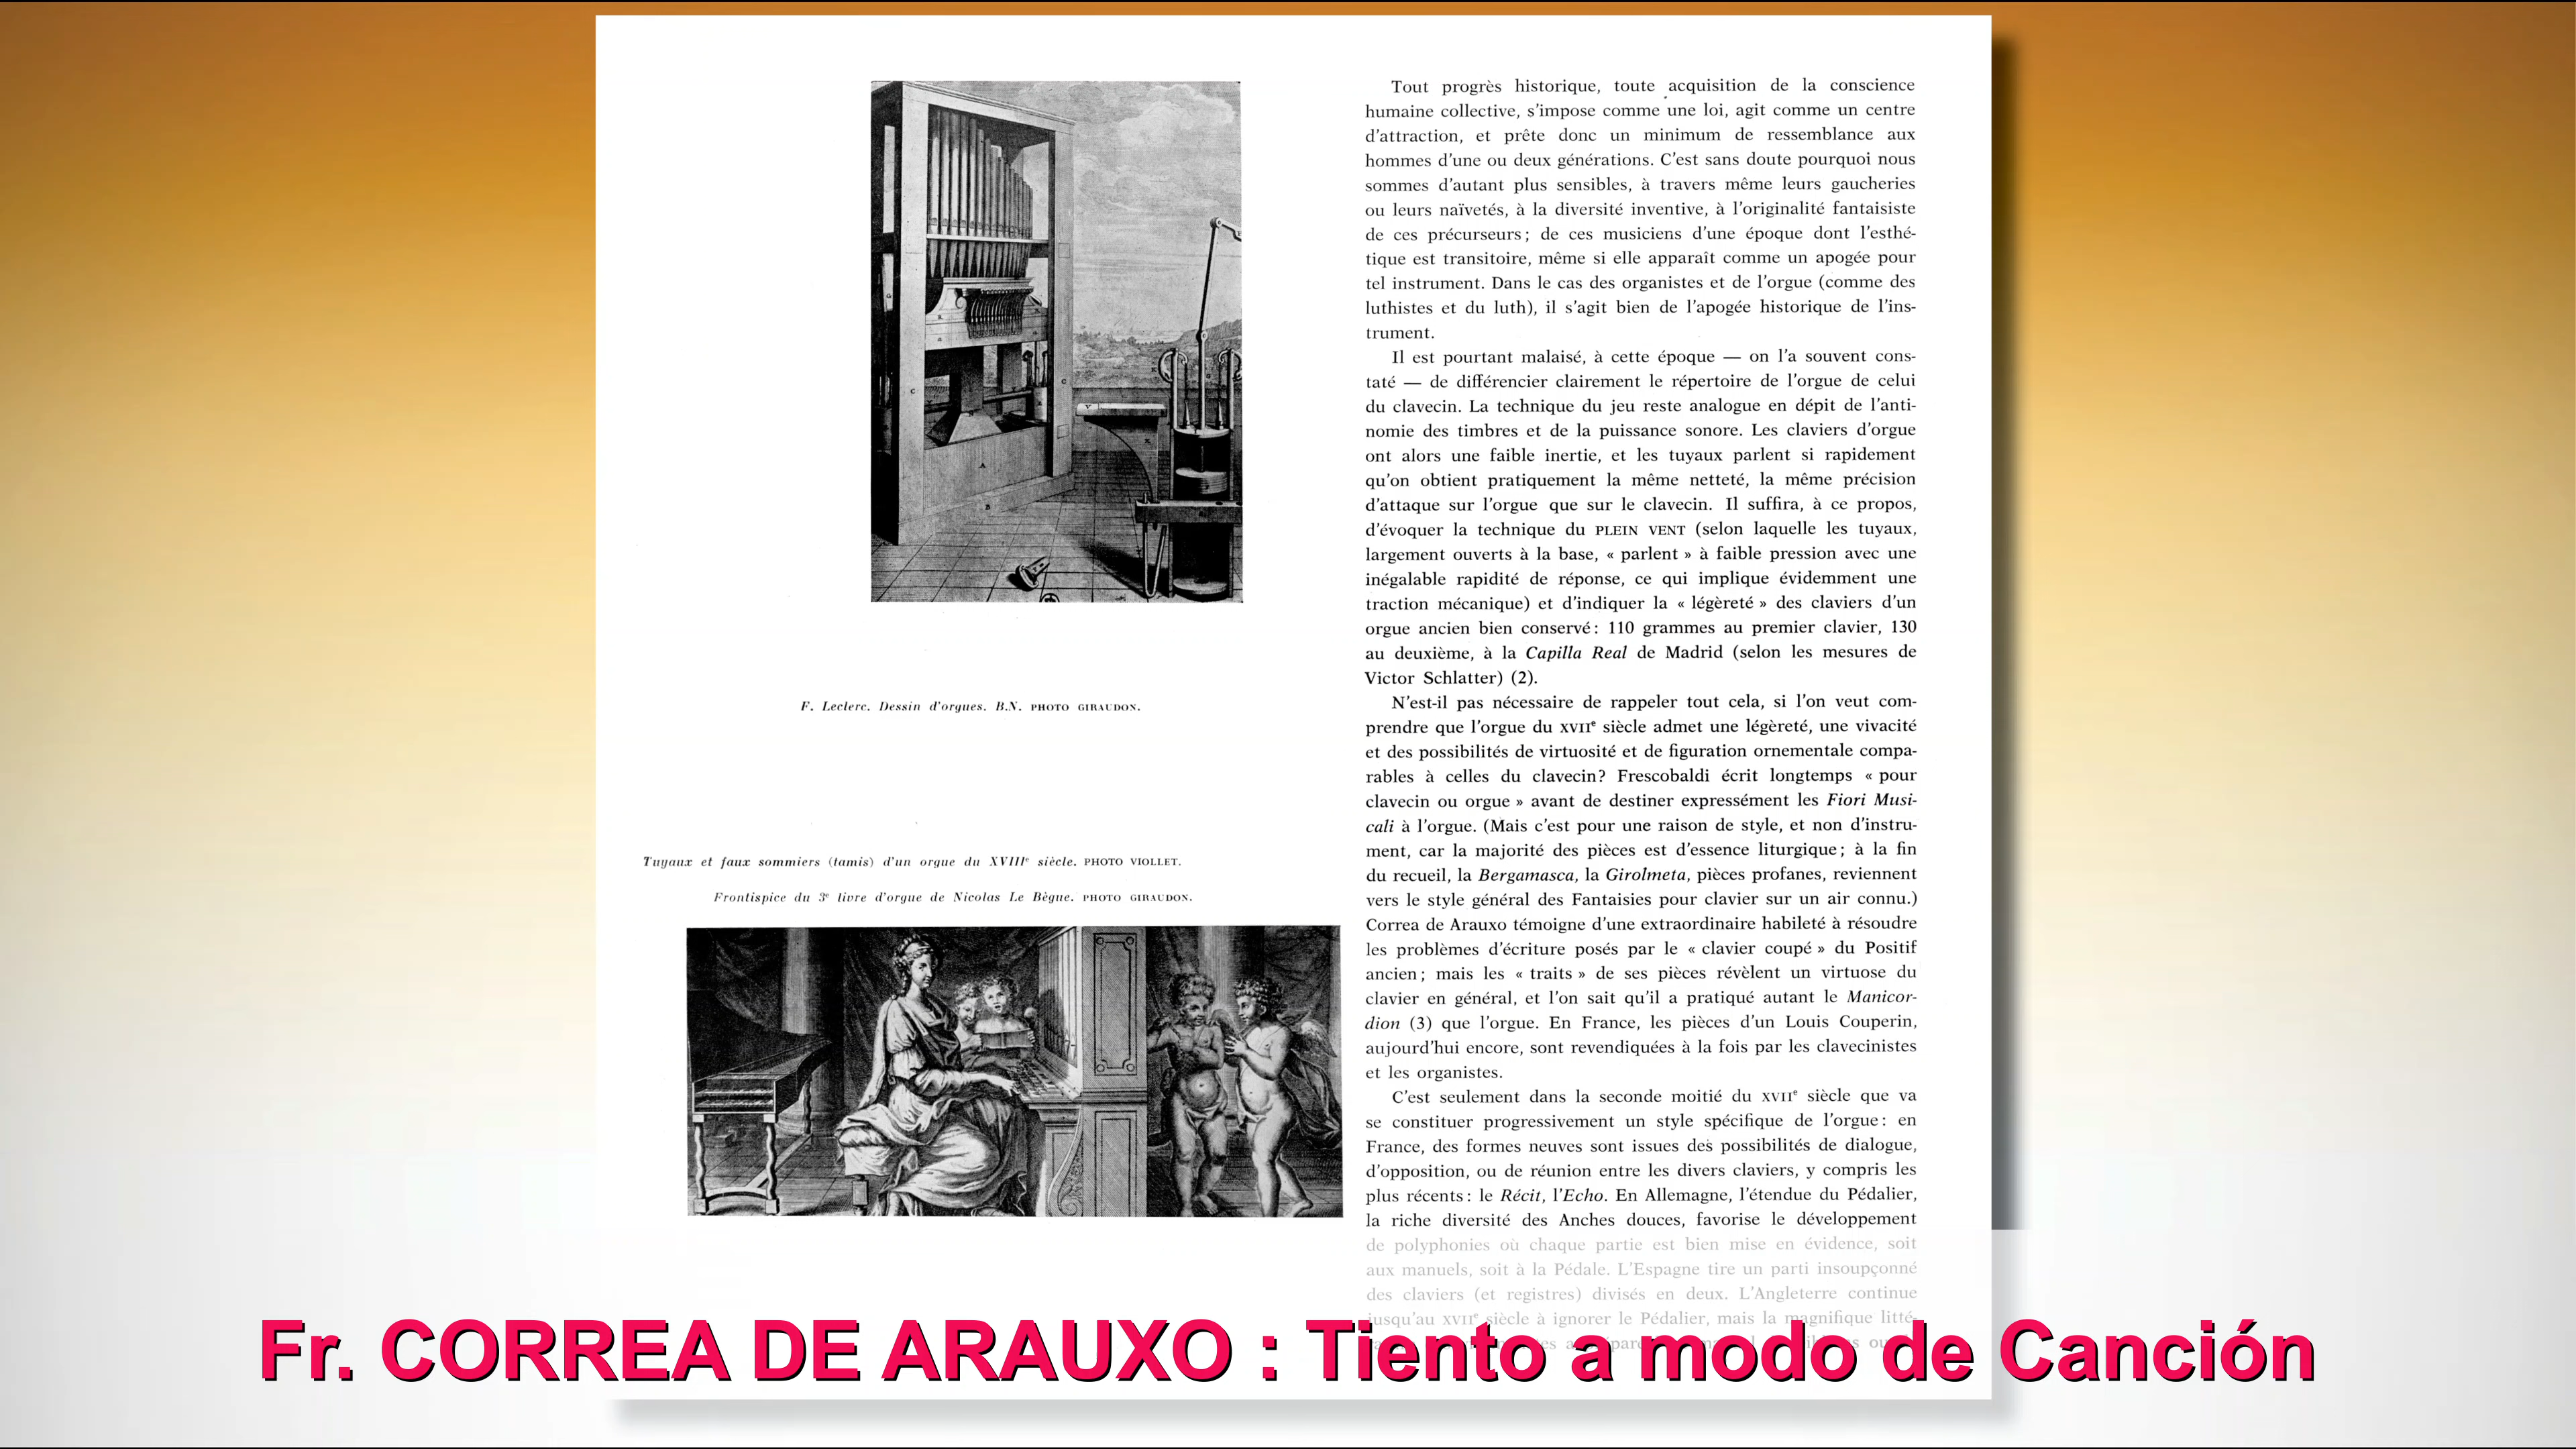 F. Leclerc. Dessin d'orgues. B.N. PHOTO GIRAUDON.
Tuyaux et faux sommiers (tamis) d'un orgue du XVIIIe siècle. PHOTO VIOLLET.
Frontispice du 3e livre d'orgue de Nicolas Le Bègue. PHOTO GIRAUDON.
Tout progrès historique, toute acquisition de la conscience
humaine collective, s'impose comme une loi, agit comme un centre
d'attraction, et prête donc un minimum de ressemblance aux
hommes d'une ou deux générations. C'est sans doute pourquoi nous
sommes d'autant plus sensibles, à travers même leurs gaucheries
ou leurs naïvetés, à la diversité inventive, à l'originalité fantaisiste
de ces précurseurs ; de ces musiciens d'une époque dont l'esthé-
tique est transitoire, même si elle apparaît comme un apogée pour
tel instrument. Dans le cas des organistes et de l'orgue (comme des
luthistes et du luth), il s'agit bien de l'apogée historique de l'ins-
trument.
Il est pourtant malaisé, à cette époque — on l'a souvent cons-
taté — de différencier clairement le répertoire de l'orgue de celui
du clavecin. La technique du jeu reste analogue en dépit de l'anti-
nomie des timbres et de la puissance sonore. Les claviers d'orgue
ont alors une faible inertie, et les tuyaux parlent si rapidement
qu'on obtient pratiquement la même netteté, la même précision
d'attaque sur l'orgue que sur le clavecin. Il suffira, à ce propos,
d'évoquer la technique du PLEIN VENT (selon laquelle les tuyaux,
largement ouverts à la base, « parlent » à faible pression avec une
inégalable rapidité de réponse, ce qui implique évidemment une
traction mécanique) et d'indiquer la « légèreté » des claviers d'un
orgue ancien bien conservé : 110 grammes au premier clavier, 130
au deuxième, à la Capilla Real de Madrid (selon les mesures de
Victor Schlatter) (2).
N'est-il pas nécessaire de rappeler tout cela, si l'on veut com-
prendre que l'orgue du XVIIe siècle admet une légèreté, une vivacité
et des possibilités de virtuosité et de figuration ornementale compa-
rables à celles du clavecin? Frescobaldi écrit longtemps « pour
clavecin ou orgue » avant de destiner expressément les Fiori Musi-
cali à l'orgue. (Mais c'est pour une raison de style, et non d'instru-
ment, car la majorité des pièces est d'essence liturgique ; à la fin
du recueil, la Bergamasca, la Girolmeta, pièces profanes, reviennent
vers le style général des Fantaisies pour clavier sur un air connu.)
Correa de Arauxo témoigne d'une extraordinaire habileté à résoudre
les problèmes d'écriture posés par le « clavier coupé » du Positif
ancien ; mais les « traits » de ses pièces révèlent un virtuose du
clavier en général, et l'on sait qu'il a pratiqué autant le Manicor-
dion (3) que l'orgue. En France, les pièces d'un Louis Couperin,
aujourd'hui encore, sont revendiquées à la fois par les clavecinistes
et les organistes.
C'est seulement dans la seconde moitié du XVIIe siècle que va
se constituer progressivement un style spécifique de l'orgue : en
France, des formes neuves sont issues des possibilités de dialogue,
d'opposition, ou de réunion entre les divers claviers, y compris les
plus récents : le Récit, l'Echo. En Allemagne, l'étendue du Pédalier,
la riche diversité des Anches douces, favorise le développement
de polyphonies où chaque partie est bien mise en évidence, soit
aux manuels, soit à la Pédale. L'Espagne tire un parti insoupçonné
des claviers (et registres) divisés en deux. L'Angleterre continue
jusqu'au XVIIe siècle à ignorer le Pédalier, mais la magnifique litté-
Fr. CORREA DE ARAUXO : Tiento a modo de Canción